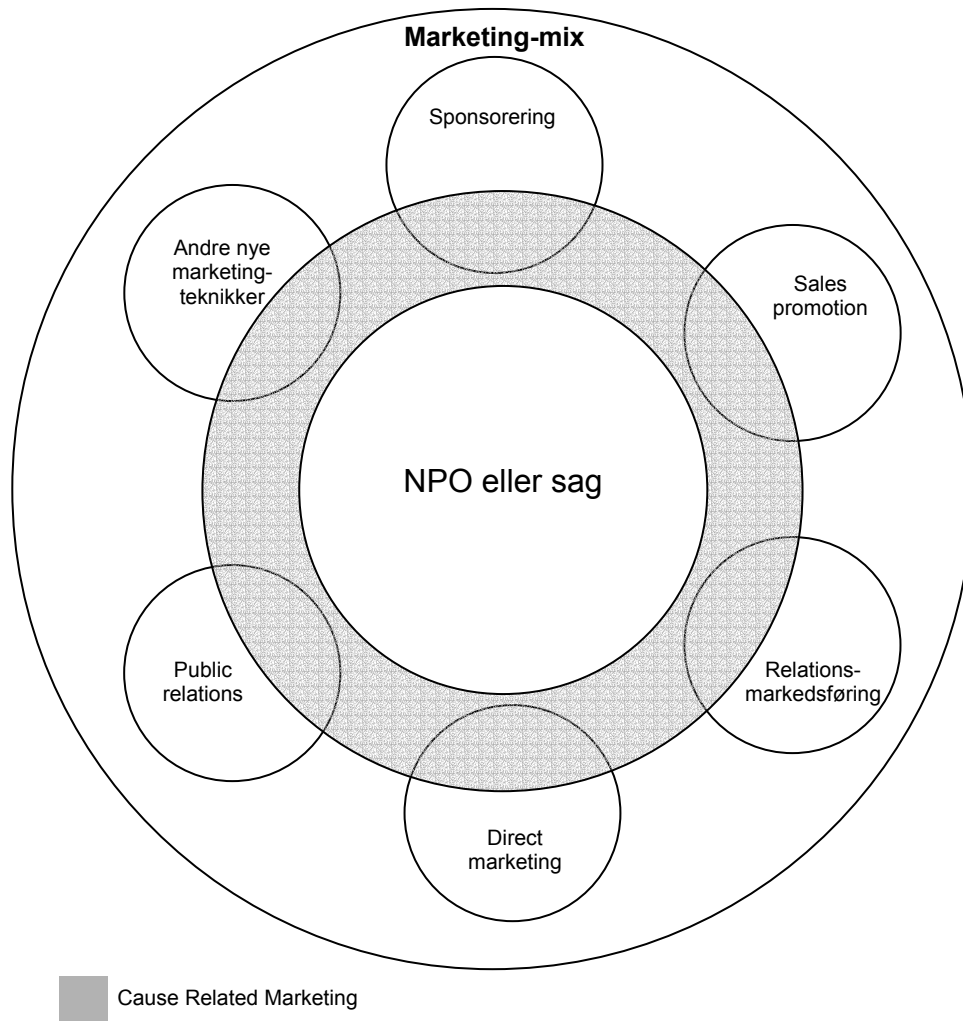 Marketing-mix
Sponsorering
Andre nye
marketing-
teknikker
Sales
promotion
NPO eller sag
Public
relations
Relations-
markedsføring
Direct
marketing
Cause Related Marketing